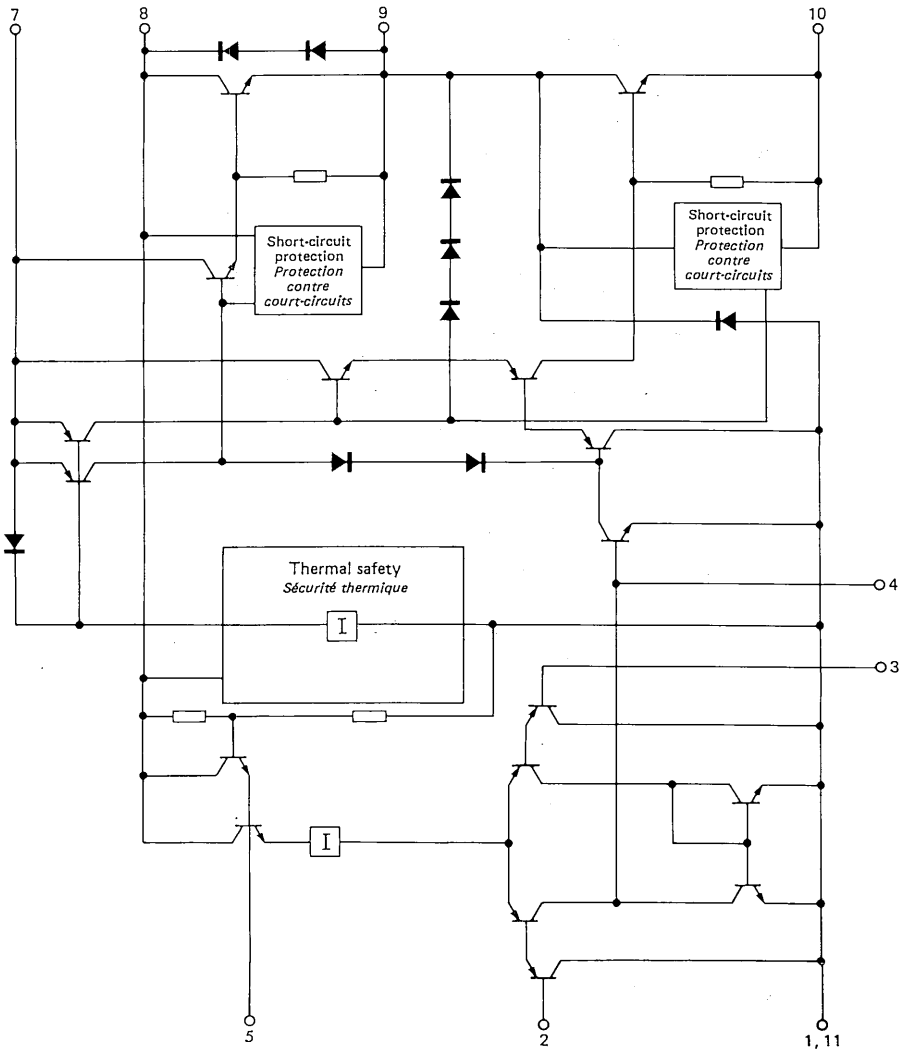 7
8
9
10
Short-circuit
protection
Protection
contre
court-circuits
Short-circuit
protection
Protection
contre
court-circuits
Thermal safety
Sécurité thermique
I
4
3
I
5
2
1, 11